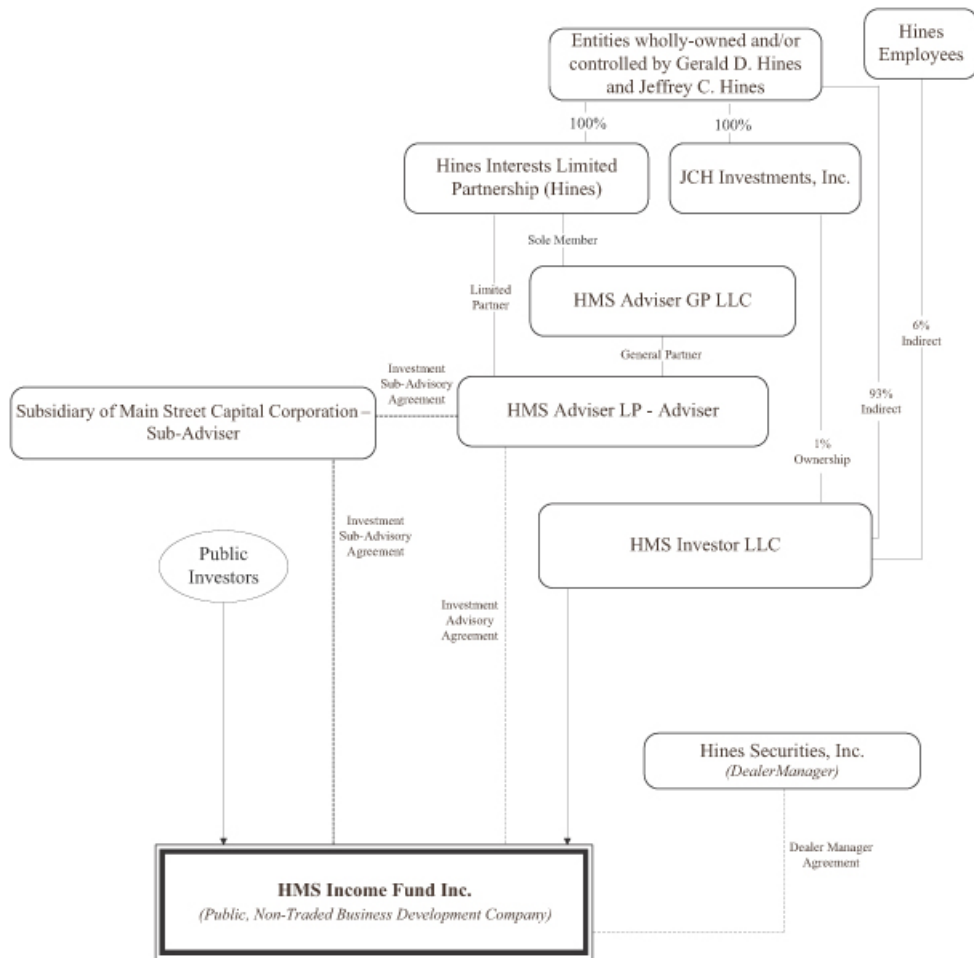 Hines
Employees
Entities wholly-owned and/or
controlled by Gerald D. Hines
and Jeffrey C. Hines
100%
100%
Hines Interests Limited
Partnership (Hines)
JCH Investments, Inc.
Sole Member
Limited
Partner
HMS Adviser GP LLC
6%
Indirect
General Partner
Investment
Sub-Advisory
Agreement
93%
Indirect
Subsidiary of Main Street Capital Corporation –
Sub-Adviser
HMS Adviser LP - Adviser
1%
Ownership
Investment
Sub-Advisory
Agreement
HMS Investor LLC
Public
Investors
Investment
Advisory
Agreement
Hines Securities, Inc.
(DealerManager)
Dealer Manager
Agreement
HMS Income Fund Inc.
(Public, Non-Traded Business Development Company)